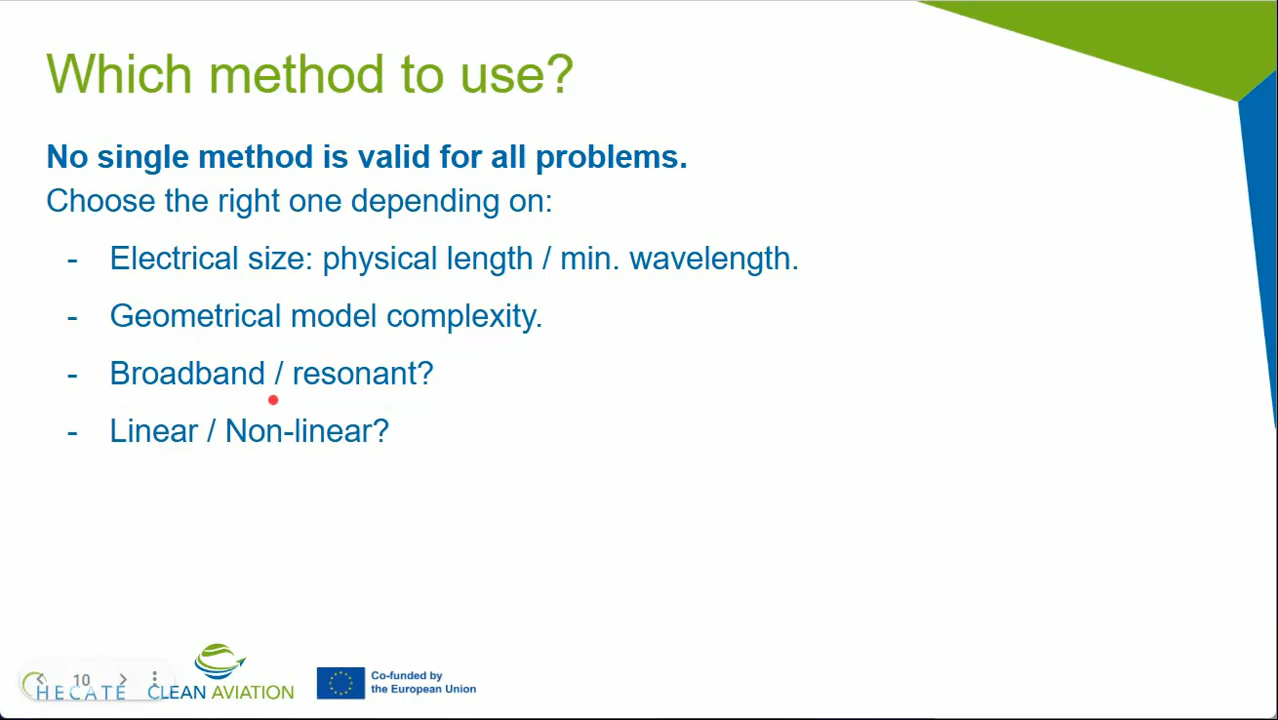 Which method to use?
No single method is valid for all problems.
Choose the right one depending on:
- Electrical size: physical length / min. wavelength.
- Geometrical model complexity.
- Broadband / resonant?
- Linear / Non-linear?
10
HECATE
CLEAN AVIATION
Co-funded by
the European Union